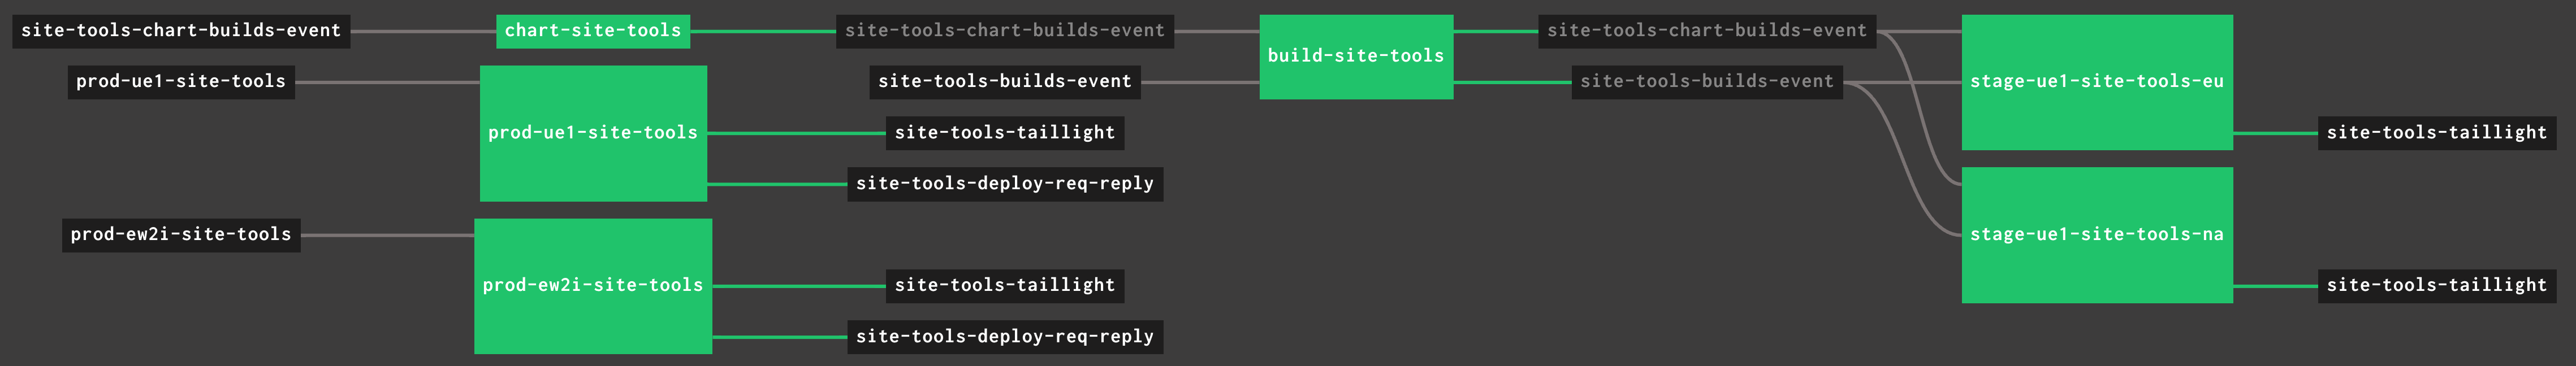 site-tools-chart-builds-event
chart-site-tools
site-tools-chart-builds-event
build-site-tools
site-tools-chart-builds-event
stage-ue1-site-tools-eu
prod-ue1-site-tools
prod-ue1-site-tools
site-tools-builds-event
site-tools-builds-event
site-tools-taillight
site-tools-taillight
site-tools-deploy-req-reply
stage-ue1-site-tools-na
prod-ew2i-site-tools
prod-ew2i-site-tools
site-tools-taillight
site-tools-taillight
site-tools-deploy-req-reply